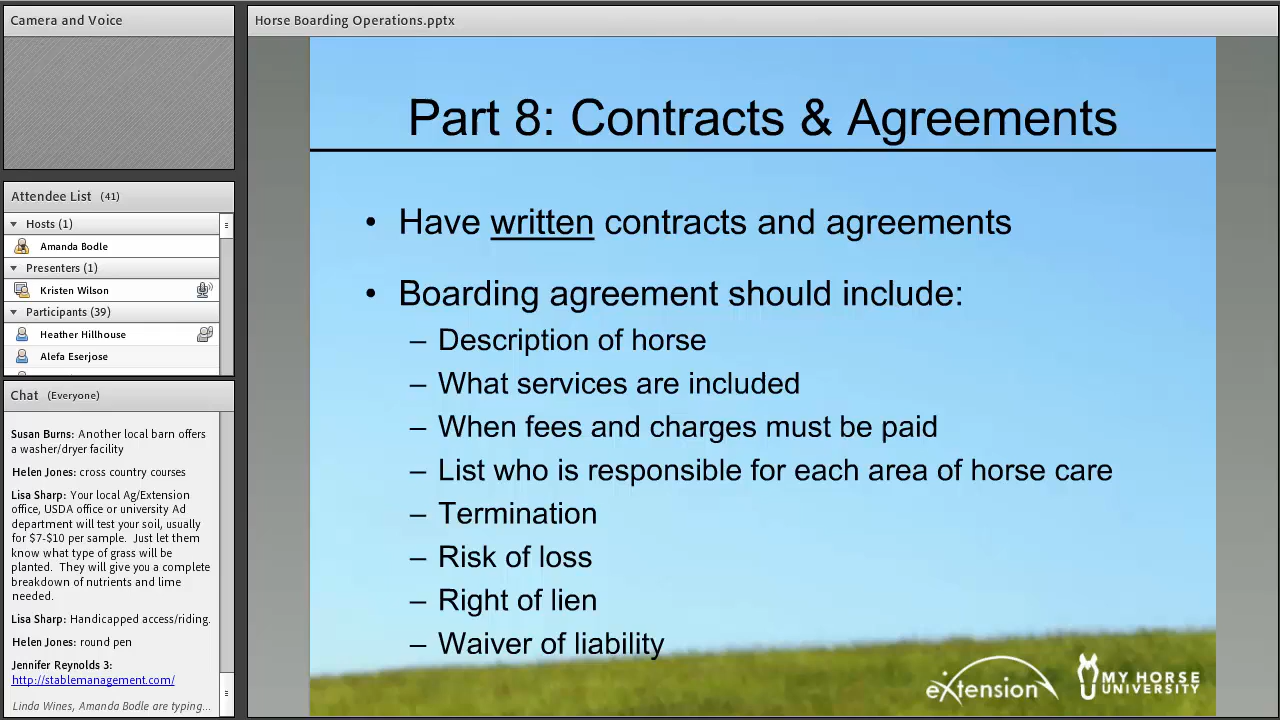 Camera and Voice
Attendee List (41)
Hosts (1)
Amanda Bodle
Presenters (1)
Kristen Wilson
Participants (39)
Heather Hillhouse
Alefa Eserjose
Chat (Everyone)
Susan Burns: Another local barn offers
a washer/dryer facility
Helen Jones: cross country courses
Lisa Sharp: Your local Ag/Extension
office, USDA office or university Ad
department will test your soil, usually
for $7-$10 per sample. Just let them
know what type of grass will be
planted. They will give you a complete
breakdown of nutrients and lime
needed.
Lisa Sharp: Handicapped access/riding.
Helen Jones: round pen
Jennifer Reynolds 3:
http://stablemanagement.com/
Linda Wines, Amanda Bodle are typing...
Horse Boarding Operations.pptx
Part 8: Contracts & Agreements
• Have written contracts and agreements
• Boarding agreement should include:
– Description of horse
– What services are included
– When fees and charges must be paid
– List who is responsible for each area of horse care
– Termination
– Risk of loss
– Right of lien
– Waiver of liability
eXtension
MY HORSE
UNIVERSITY